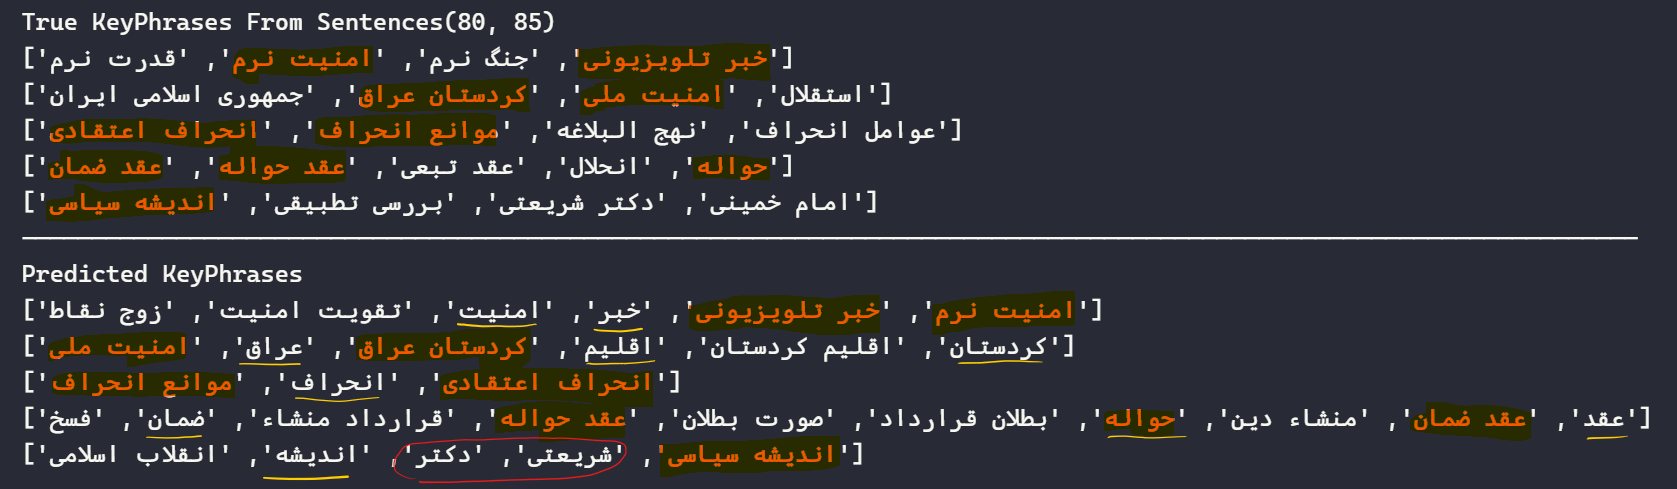 True KeyPhrases From Sentences(80, 85)
['خبر تلویزیونی', 'جنگ نرم', 'امنیت نرم', 'قدرت نرم']
['استقلال', 'امنیت ملی', 'کردستان عراق', 'جمهوری اسلامی ایران']
['عوامل انحراف', 'نهج البلاغه', 'موانع انحراف', 'انحراف اعتقادی']
['حواله', 'انحلال', 'عقد تبعی', 'عقد حواله', 'عقد ضمان']
['امام خمینی', 'دکتر شریعتی', 'بررسی تطبیقی', 'اندیشه سیاسی']
Predicted KeyPhrases
['امنیت نرم', 'خبر تلویزیونی', 'خبر', 'امنیت', 'تقویت امنیت', 'زوج نقاط']
['کردستان', 'اقلیم کردستان', 'اقلیم', 'کردستان عراق', 'عراق', 'امنیت ملی']
['انحراف اعتقادی', 'انحراف', 'موانع انحراف']
['عقد', 'عقد ضمان', 'منشاء دین', 'حواله', 'بطلان قرارداد', 'صورت بطلان', 'عقد حواله', 'قرارداد منشاء', 'ضمان', 'فسخ']
['اندیشه سیاسی', 'شریعتی', 'دکتر', 'اندیشه', 'انقلاب اسلامی']